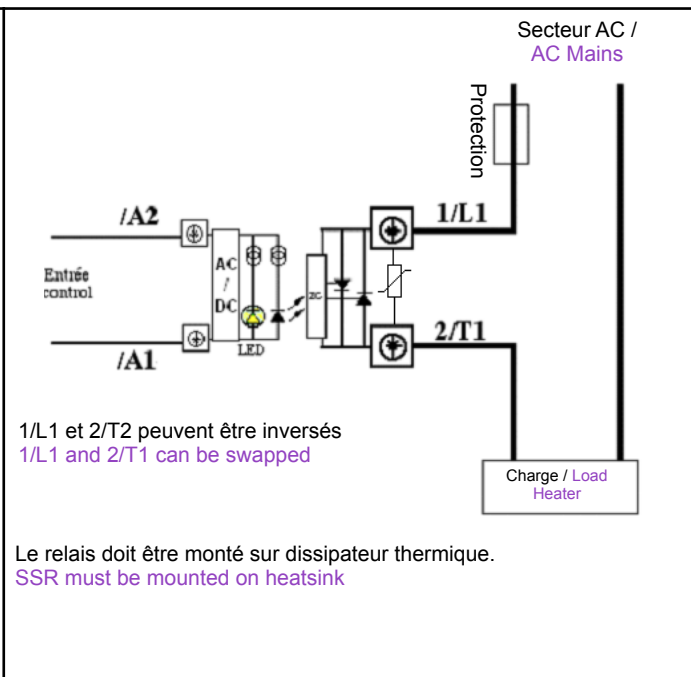 Secteur AC /
AC Mains
Protection
/A2
1/L1
Entrée
control
AC
/
DC
ZC
LED
/A1
2/T1
1/L1 et 2/T2 peuvent être inversés
1/L1 and 2/T1 can be swapped
Charge / Load
Heater
Le relais doit être monté sur dissipateur thermique.
SSR must be mounted on heatsink